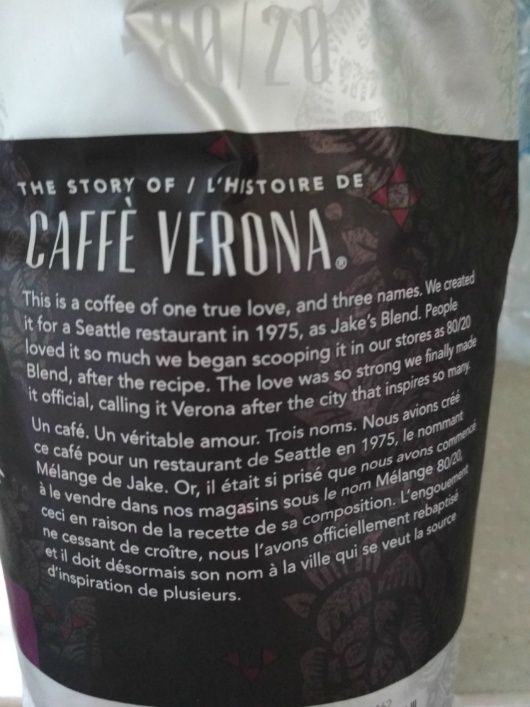 80/20
THE STORY OF / L'HISTOIRE DE
CAFFÈ VERONA®
This is a coffee of one true love, and three names. We created
it for a Seattle restaurant in 1975, as Jake's Blend. People
loved it so much we began scooping it in our stores as 80/20
Blend, after the recipe. The love was so strong we finally made
it official, calling it Verona after the city that inspires so many.
Un café. Un véritable amour. Trois noms. Nous avions créé
ce café pour un restaurant de Seattle en 1975, le nommant
Mélange de Jake. Or, il était si prisé que nous avons commencé
à le vendre dans nos magasins sous le nom Mélange 80/20,
ceci en raison de la recette de sa composition. L'engouement
ne cessant de croître, nous l'avons officiellement rebaptisé
et il doit désormais son nom à la ville qui se veut la source
d'inspiration de plusieurs.